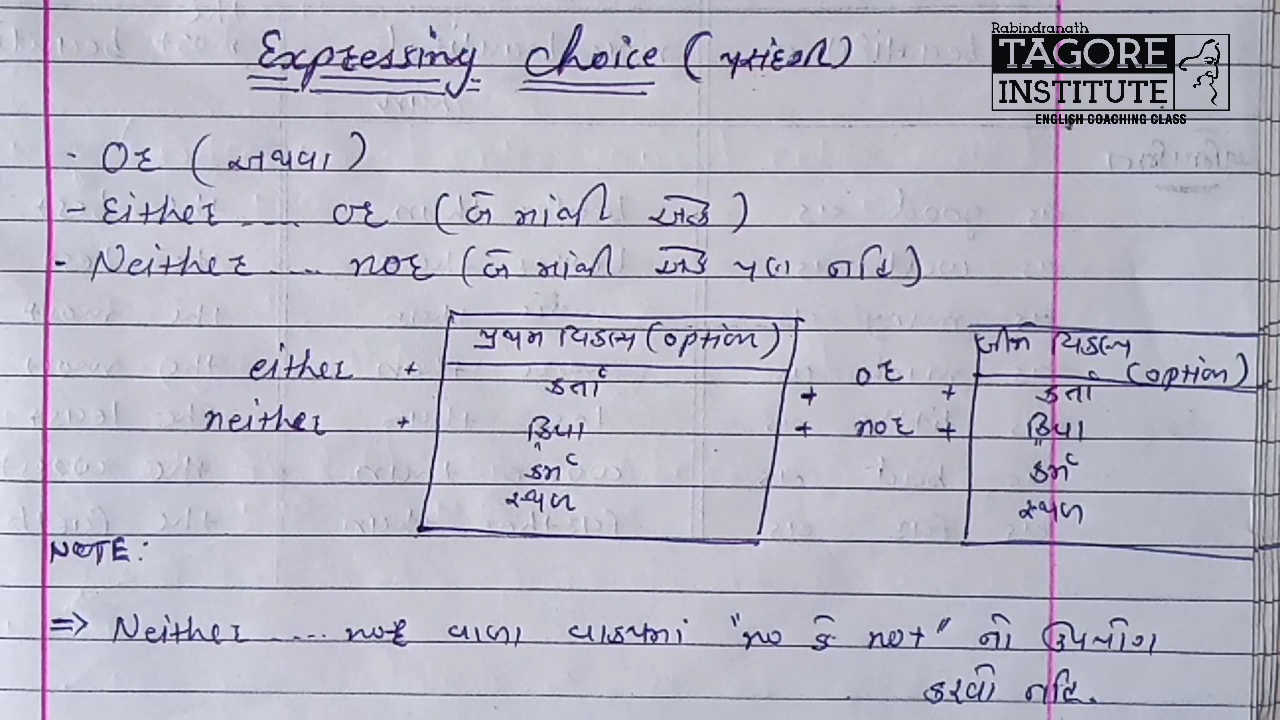 Expressing choice (પસંદગી)
Rabindranath
TAGORE
INSTITUTE
ENGLISH COACHING CLASS
- Or (અથવા)
- Either .... or (બે માંથી એક)
- Neither .... nor (બે માંથી એક પણ નહિ)
either + પ્રથમ વિકલ્પ (option) + or + બીજો વિકલ્પ (option)
neither + કર્તા + nor + કર્તા
ક્રિયા ક્રિયા
કર્મ કર્મ
સ્થળ સ્થળ
NOTE:
=> Neither .... nor વાળા વાક્યમાં "no કે not" નો ઉપયોગ
કરવો નહિ.